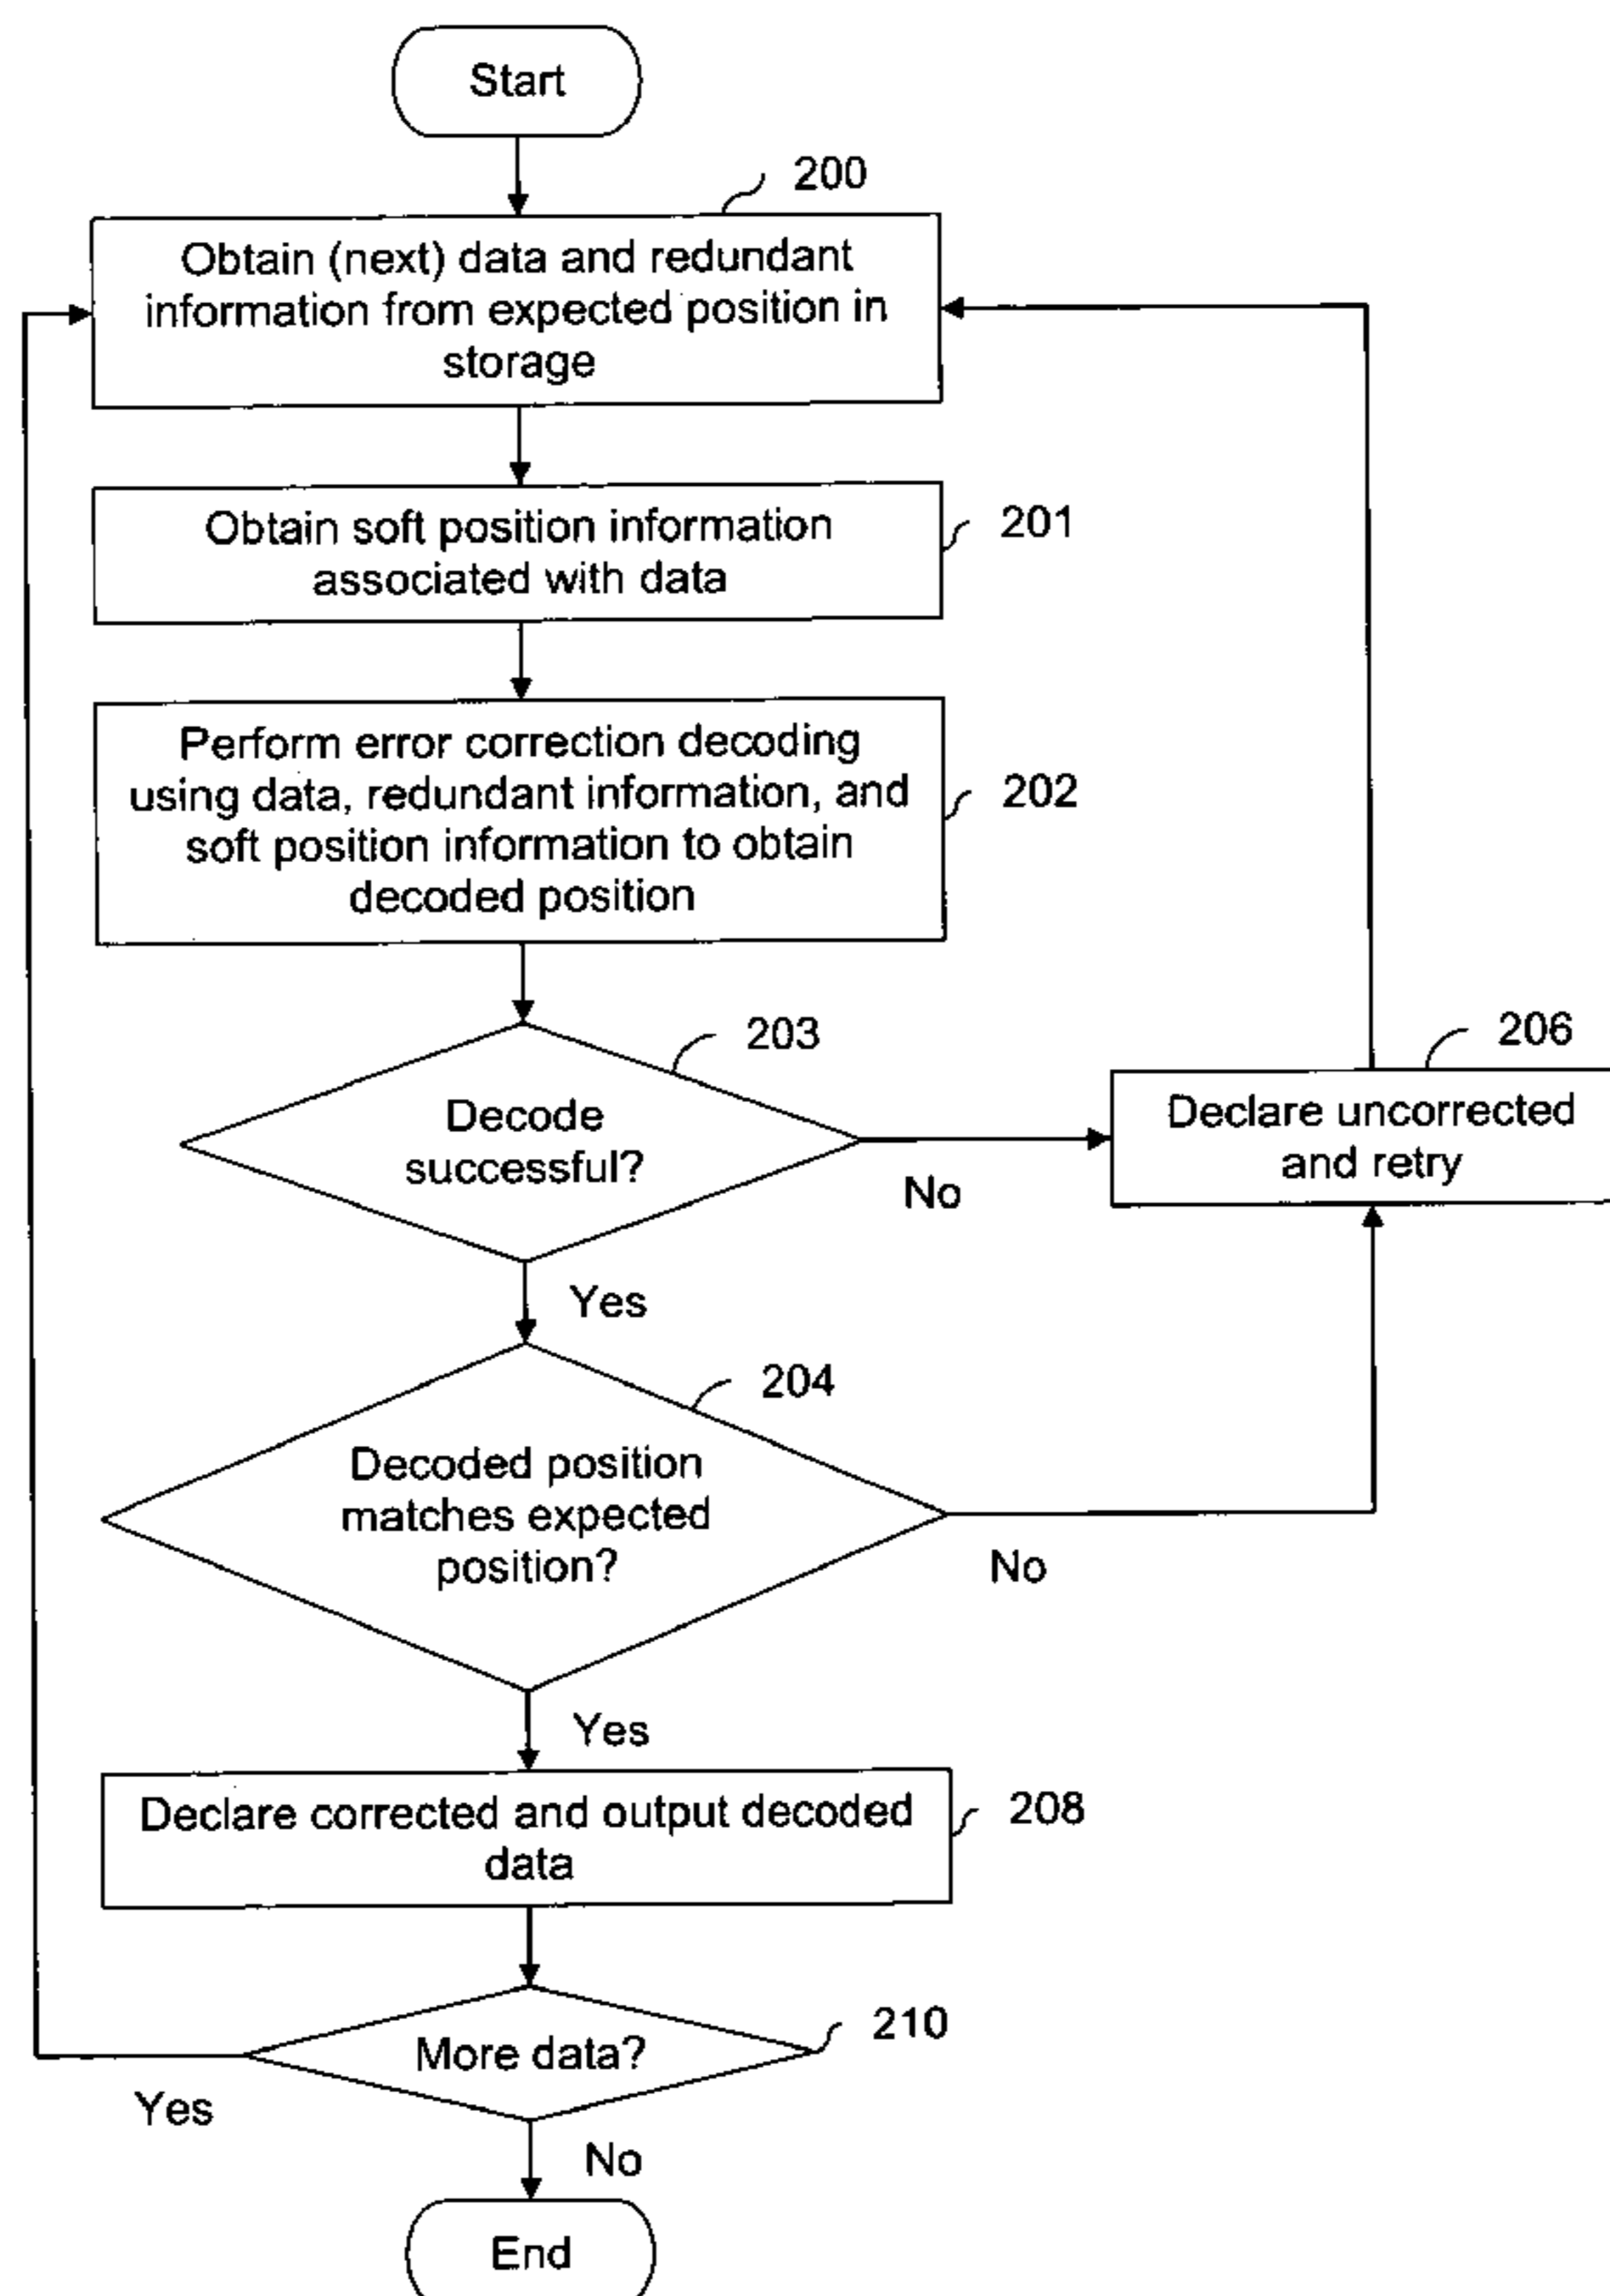 Start
200
Obtain (next) data and redundant
information from expected position in
storage
Obtain soft position information
associated with data
201
Perform error correction decoding
using data, redundant information, and
soft position information to obtain
decoded position
202
203
Decode
successful?
No
206
Declare uncorrected
and retry
Yes
204
Decoded position
matches expected
position?
No
Yes
Declare corrected and output decoded
data
208
More data?
210
Yes
No
End